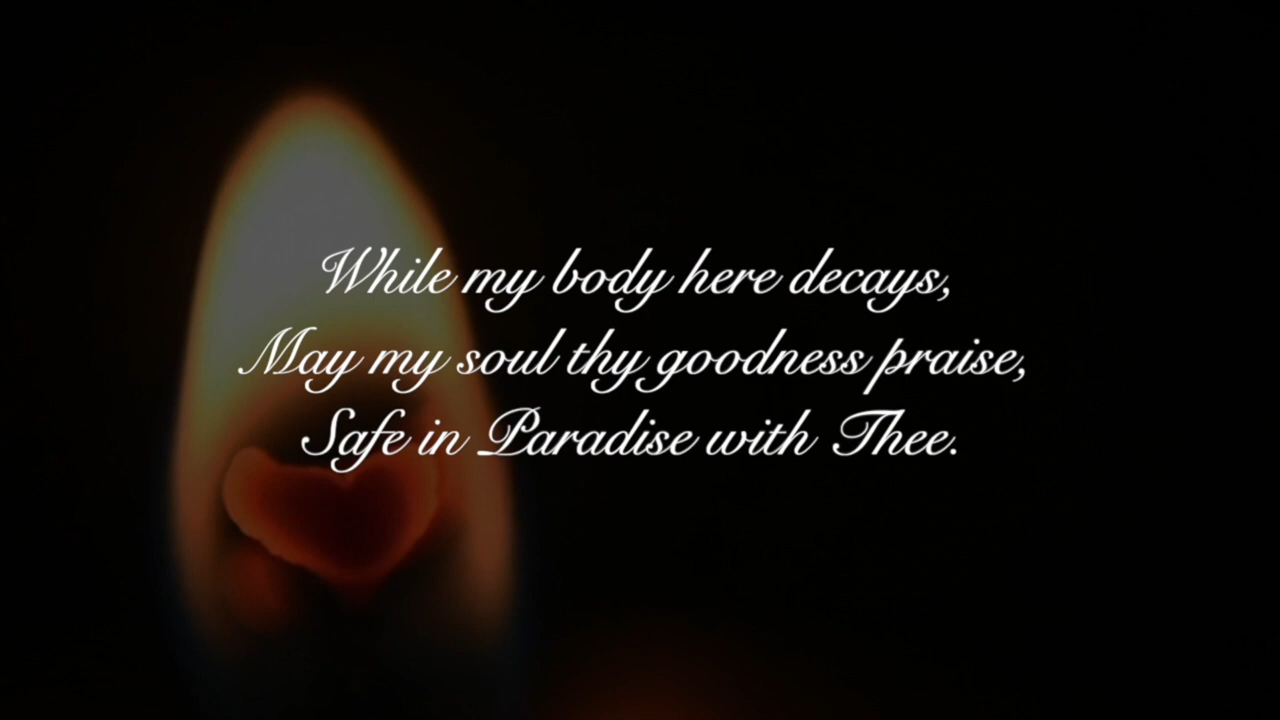 While my body here decays,
May my soul thy goodness praise,
Safe in Paradise with Thee.